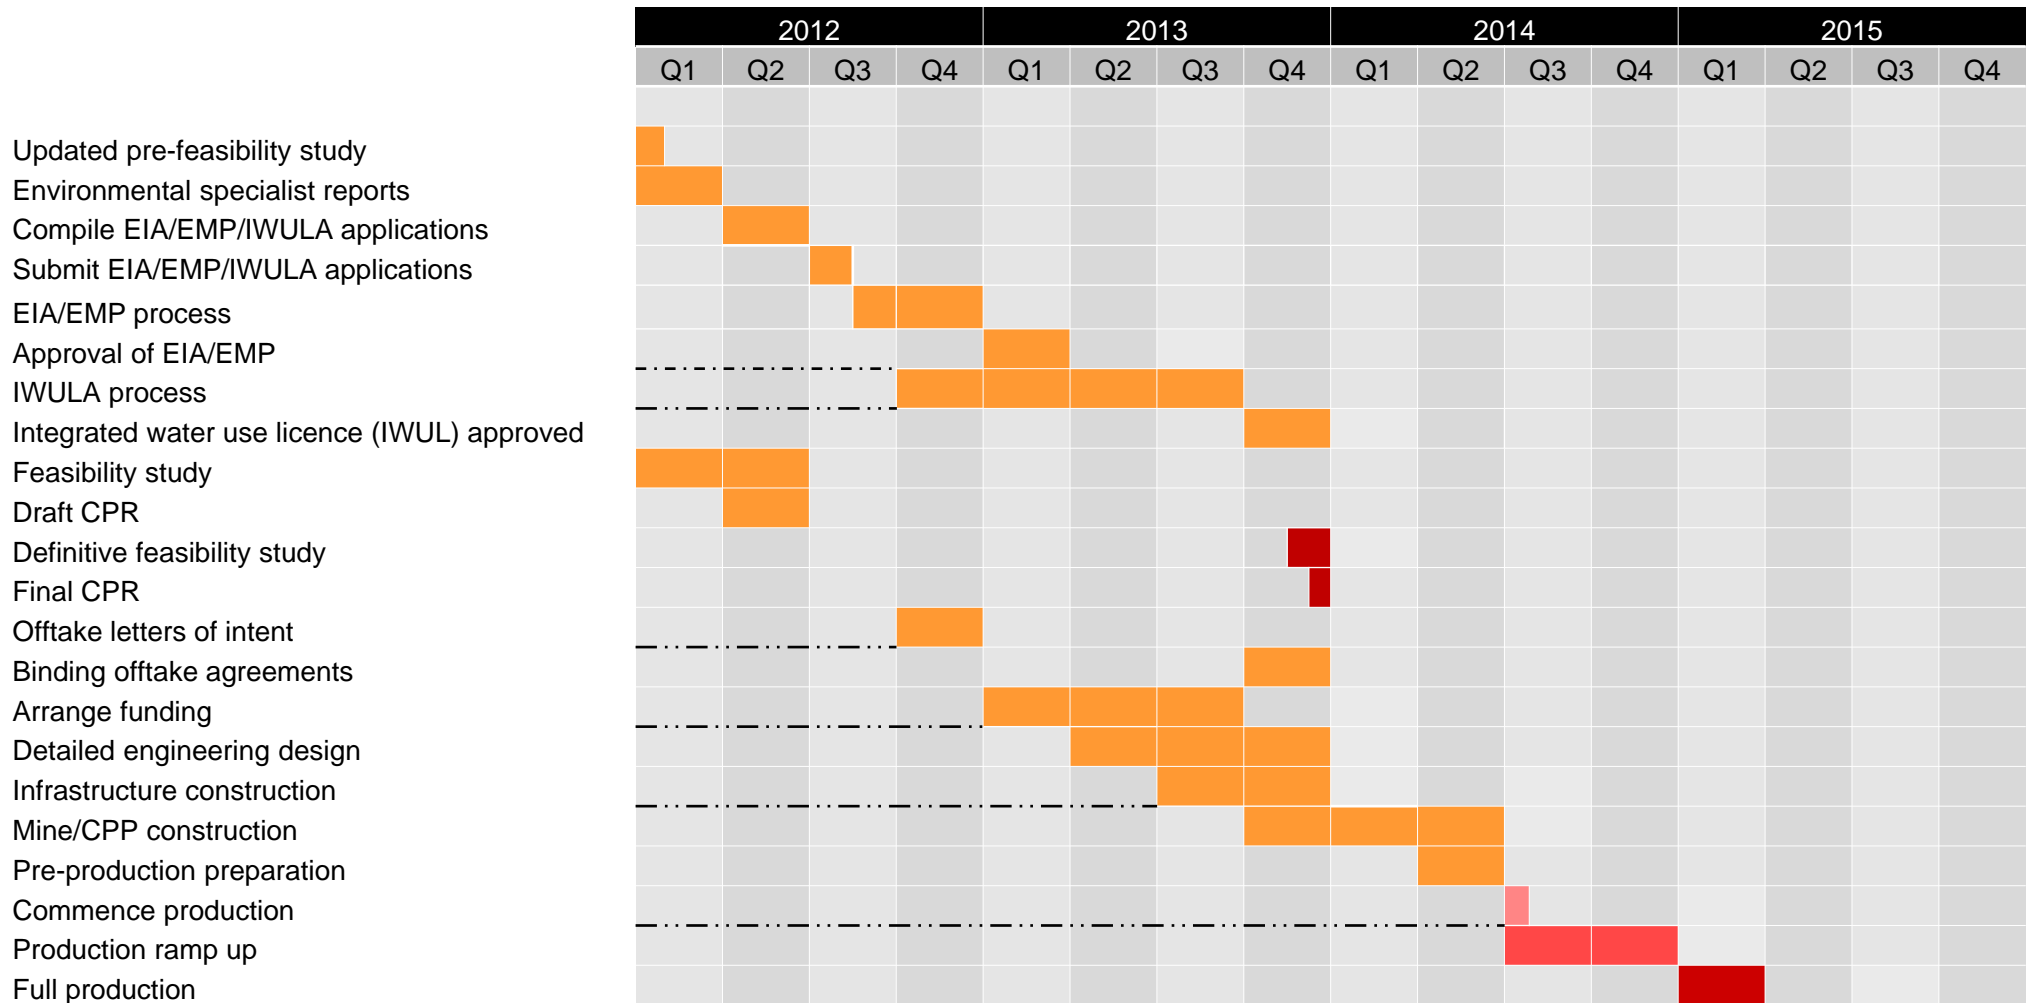 2012 2013 2014 2015
Q1 Q2 Q3 Q4 Q1 Q2 Q3 Q4 Q1 Q2 Q3 Q4 Q1 Q2 Q3 Q4
Updated pre-feasibility study
Environmental specialist reports
Compile EIA/EMP/IWULA applications
Submit EIA/EMP/IWULA applications
EIA/EMP process
Approval of EIA/EMP
IWULA process
Integrated water use licence (IWUL) approved
Feasibility study
Draft CPR
Definitive feasibility study
Final CPR
Offtake letters of intent
Binding offtake agreements
Arrange funding
Detailed engineering design
Infrastructure construction
Mine/CPP construction
Pre-production preparation
Commence production
Production ramp up
Full production